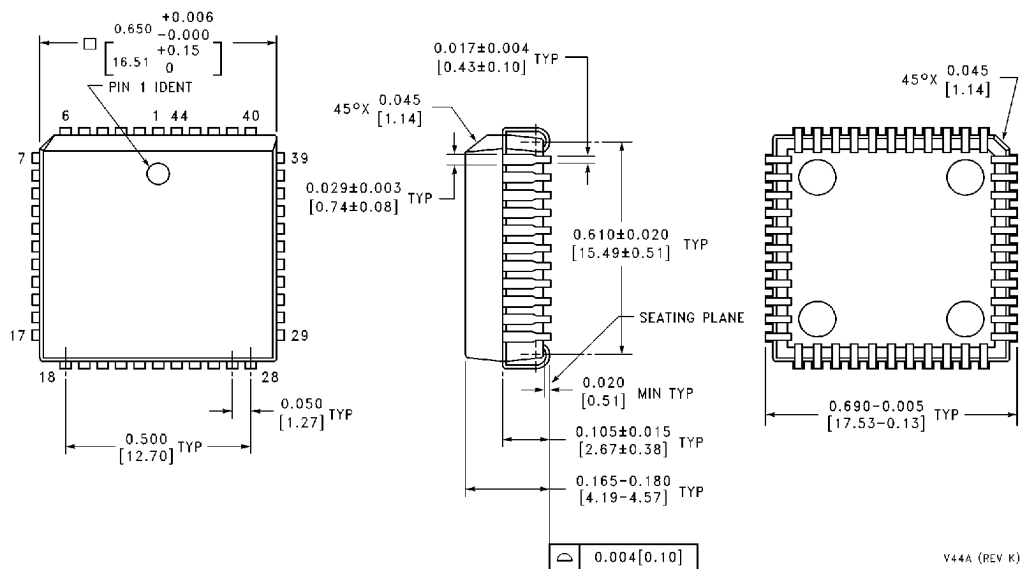 0.650 +0.006 -0.000
[16.51 +0.15 0]
PIN 1 IDENT
6 1 44 40
7 39
17 29
18 28
0.050 [1.27] TYP
0.500 [12.70] TYP
0.017±0.004 [0.43±0.10] TYP
45°X 0.045 [1.14]
0.029±0.003 [0.74±0.08] TYP
0.610±0.020 [15.49±0.51] TYP
SEATING PLANE
0.020 [0.51] MIN TYP
0.105±0.015 [2.67±0.38] TYP
0.165-0.180 [4.19-4.57] TYP
0.004[0.10]
45°X 0.045 [1.14]
0.690-0.005 [17.53-0.13] TYP
V44A (REV K)